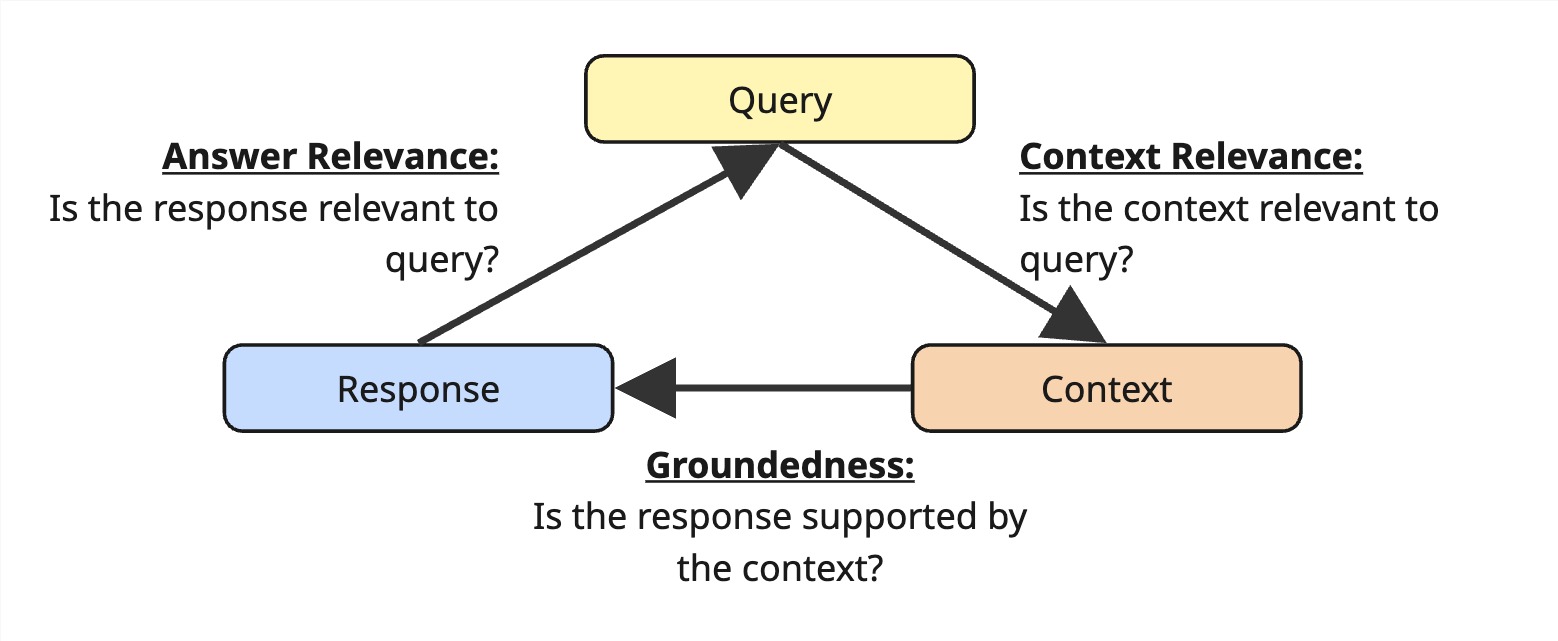 Query
Answer Relevance:
Is the response relevant to
query?
Context Relevance:
Is the context relevant to
query?
Response
Context
Groundedness:
Is the response supported by
the context?